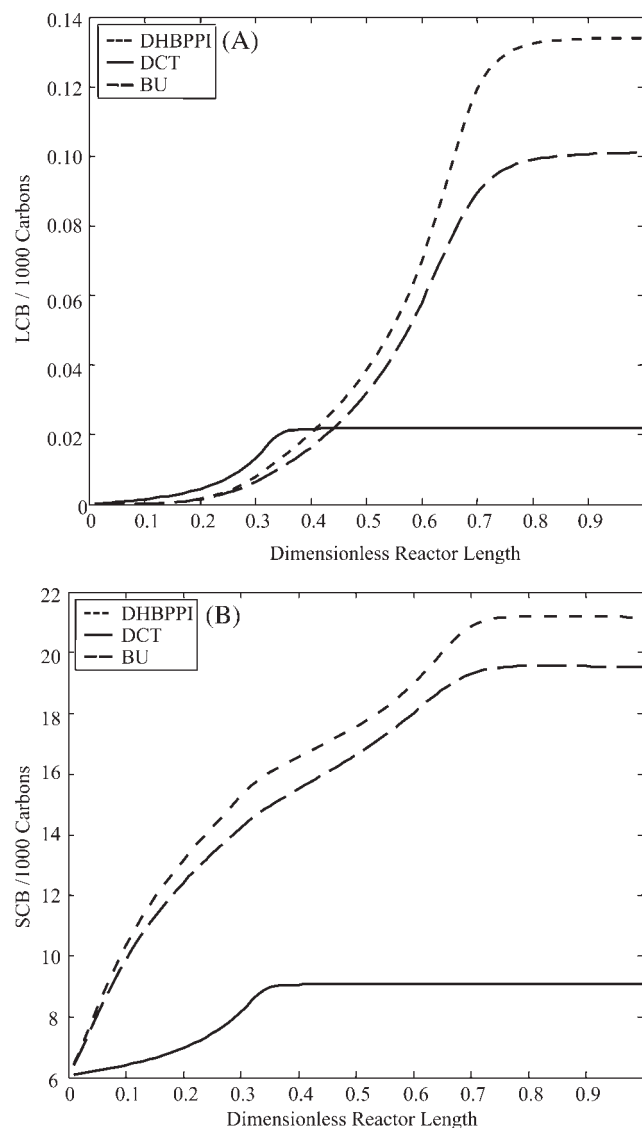 0.14
DHBPPI
DCT
BU
(A)
0.12
0.10
0.08
0.06
0.04
0.02
0
LCB / 1000 Carbons
0 0.1 0.2 0.3 0.4 0.5 0.6 0.7 0.8 0.9
Dimensionless Reactor Length
22
DHBPPI
DCT
BU
(B)
20
18
16
14
12
10
8
6
SCB /1000 Carbons
0 0.1 0.2 0.3 0.4 0.5 0.6 0.7 0.8 0.9
Dimensionless Reactor Length